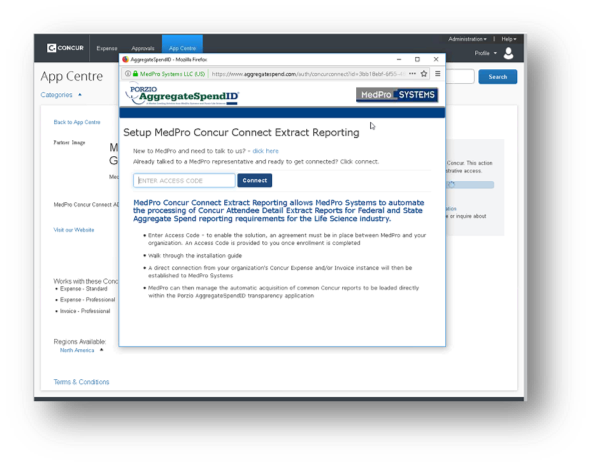 Administration ▾ | Help ▾
CONCUR Expense Approvals App Centre
Profile ▾
App Centre
Search
Categories
Back to App Centre
Partner Image
M
G
MedPro Concur Connect
Visit our Website
Works with these Conc
• Expense - Standard
• Expense - Professional
• Invoice - Professional
Regions Available:
North America
Terms & Conditions
Concur. This action
strative access.
e or inquire about
AggregateSpendID - Mozilla Firefox
MedPro Systems LLC (US) https://www.aggregatespend.com/auth/concurconnect?id=
PORZIO
AggregateSpendID
MedPro SYSTEMS
Setup MedPro Concur Connect Extract Reporting
New to MedPro and need to talk to us? - click here
Already talked to a MedPro representative and ready to get connected? Click connect.
ENTER ACCESS CODE Connect
MedPro Concur Connect Extract Reporting allows MedPro Systems to automate
the processing of Concur Attendee Detail Extract Reports for Federal and State
Aggregate Spend reporting requirements for the Life Science industry.
• Enter Access Code - to enable the solution, an agreement must be in place between MedPro and your
organization. An Access Code is provided to you once enrollment is completed
• Walk through the installation guide
• A direct connection from your organization's Concur Expense and/or Invoice instance will then be
established to MedPro Systems
• MedPro can then manage the automatic acquisition of common Concur reports to be loaded directly
within the Porzio AggregateSpendID transparency application